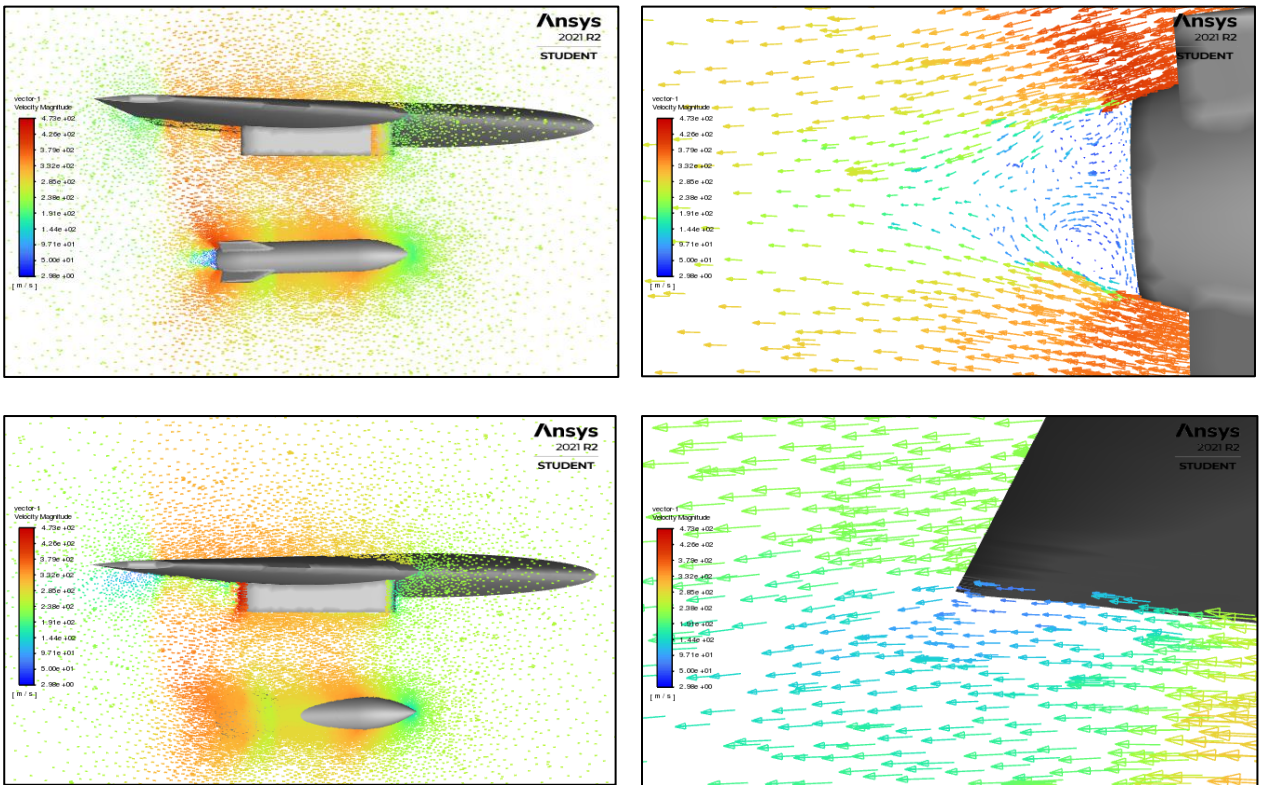 Ansys
2021 R2
STUDENT
vector-1
Velocity Magnitude
4.73e +02
4.26e +02
3.79e +02
3.32e +02
2.85e +02
2.38e +02
1.91e +02
1.44e +02
9.71e +01
5.00e +01
2.98e +00
[ m / s ]
Ansys
2021 R2
STUDENT
vector-1
Velocity Magnitude
4.73e +02
4.26e +02
3.79e +02
3.32e +02
2.85e +02
2.38e +02
1.91e +02
1.44e +02
9.71e +01
5.00e +01
2.98e +00
[ m / s ]
Ansys
2021 R2
STUDENT
vector-1
Velocity Magnitude
4.73e +02
4.26e +02
3.79e +02
3.32e +02
2.85e +02
2.38e +02
1.91e +02
1.44e +02
9.71e +01
5.00e +01
2.98e +00
[ m / s ]
Ansys
2021 R2
STUDENT
vector-1
Velocity Magnitude
4.73e +02
4.26e +02
3.79e +02
3.32e +02
2.85e +02
2.38e +02
1.91e +02
1.44e +02
9.71e +01
5.00e +01
2.98e +00
[ m / s ]